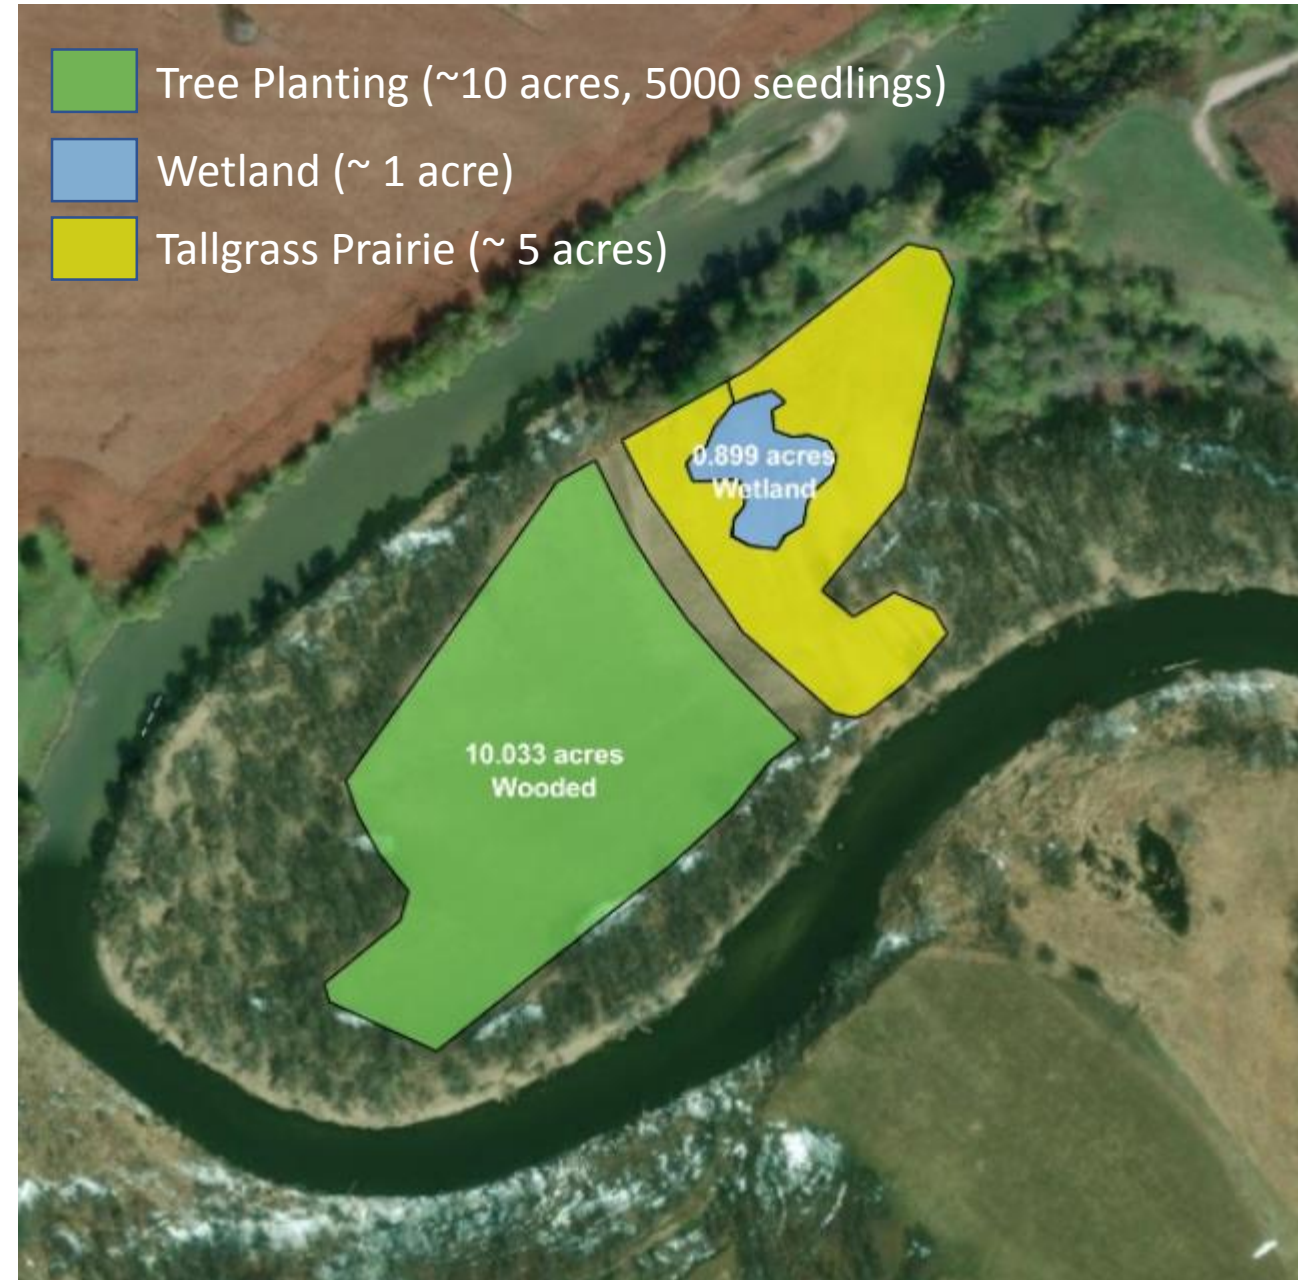 Tree Planting (~10 acres, 5000 seedlings)
Wetland (~ 1 acre)
Tallgrass Prairie (~ 5 acres)
0.899 acres
Wetland
10.033 acres
Wooded